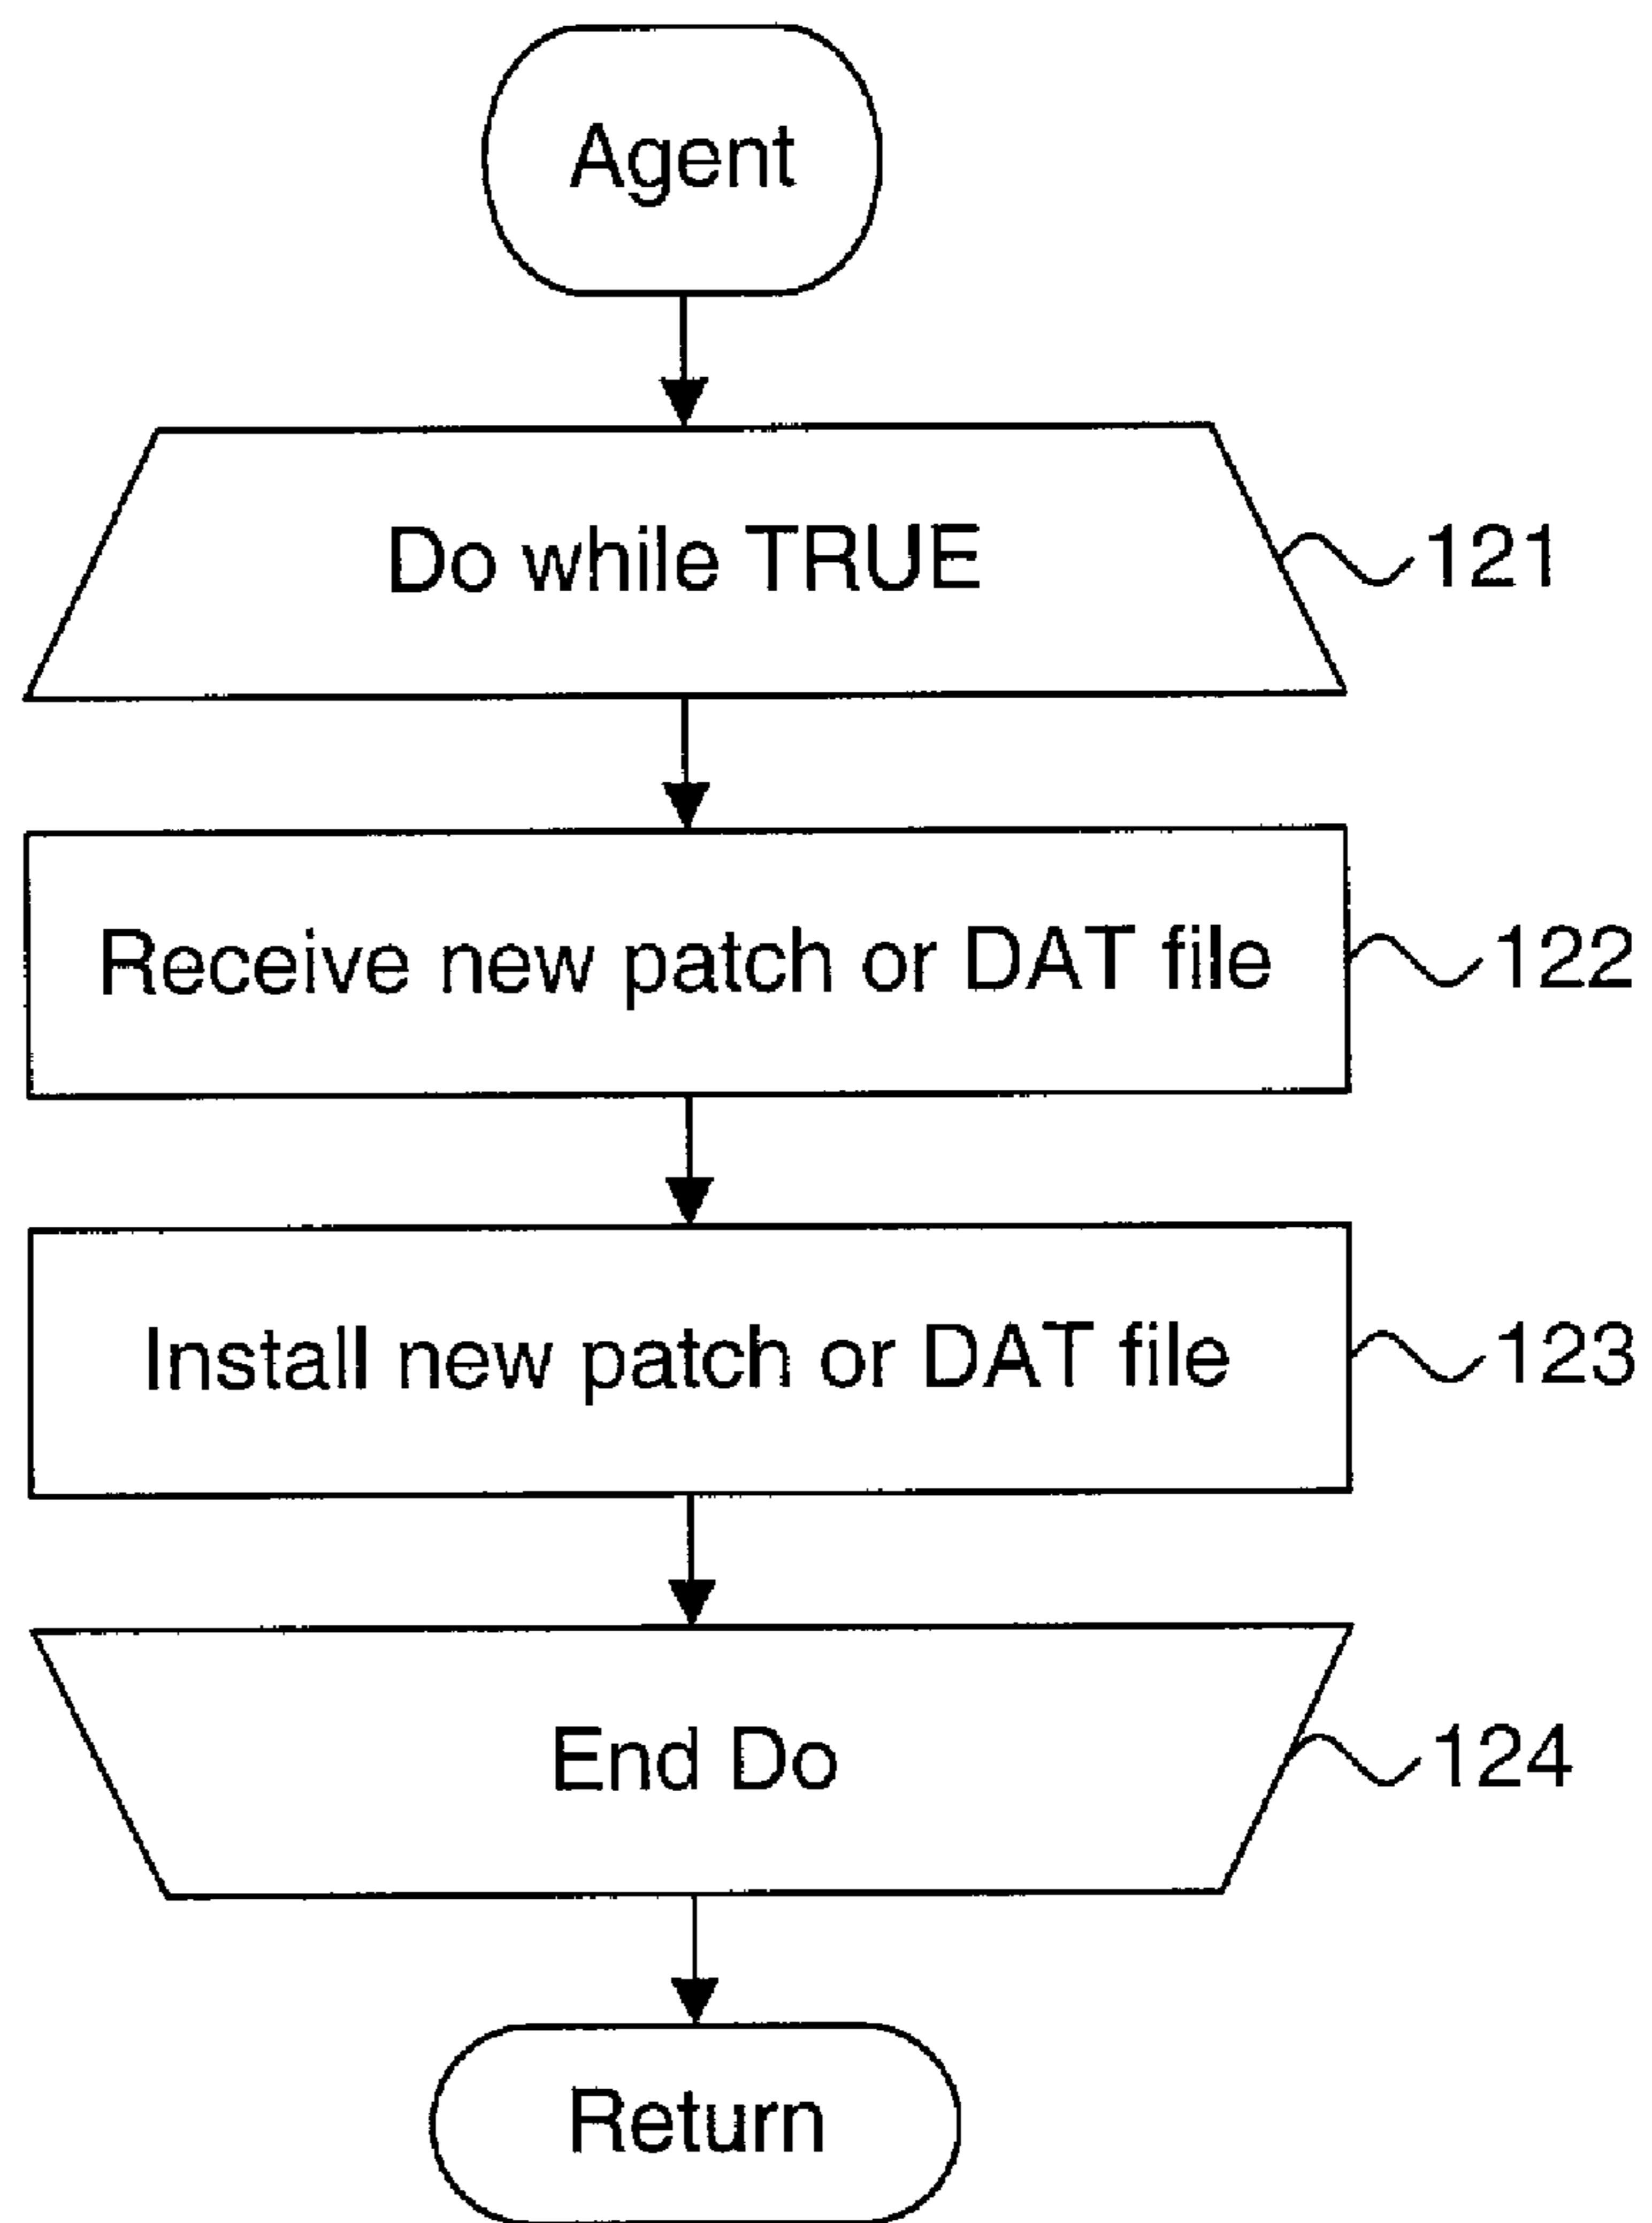 Agent
Do while TRUE
121
Receive new patch or DAT file
122
Install new patch or DAT file
123
End Do
124
Return